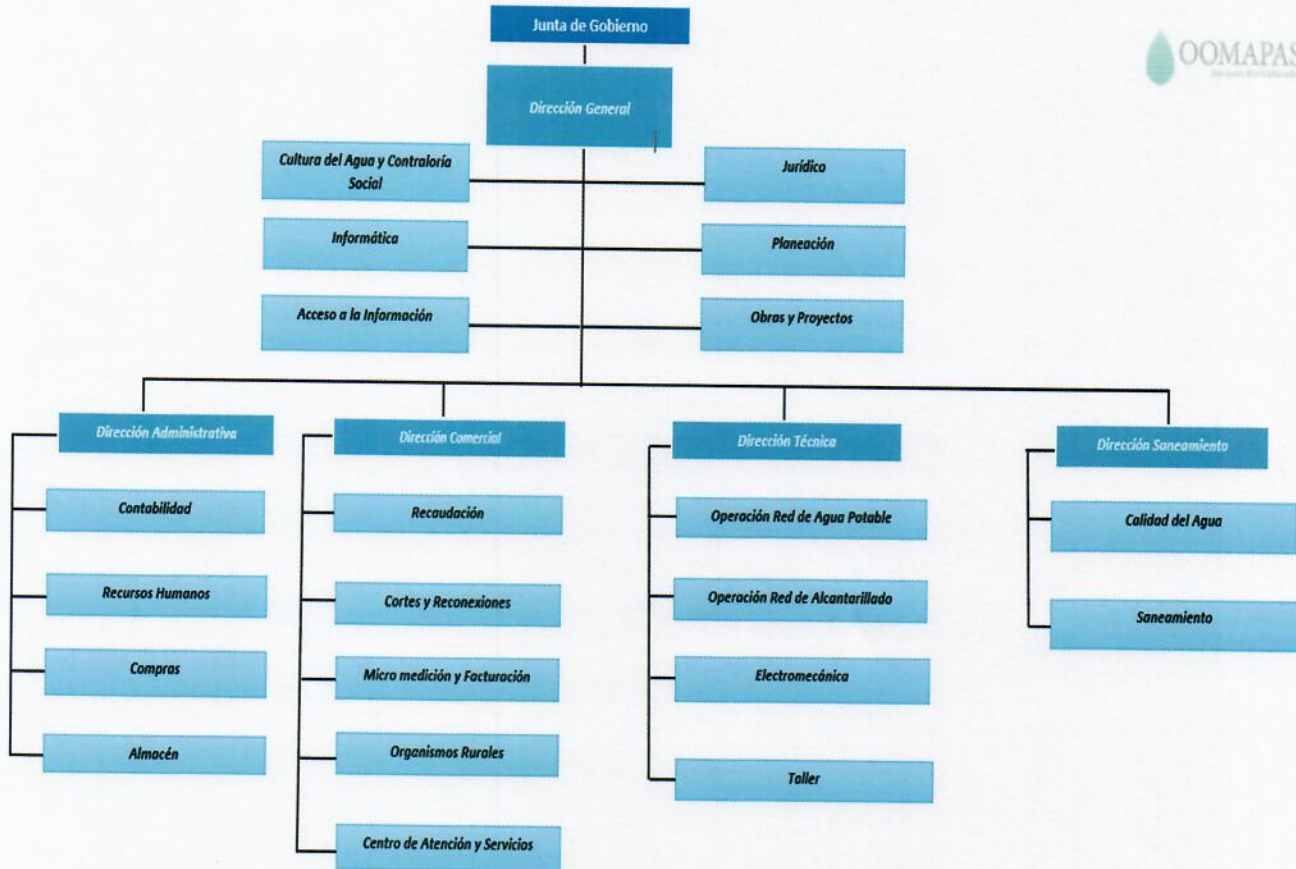 Junta de Gobierno
OOMAPAS
Dirección General
Cultura del Agua y Contraloría
Social
Jurídico
Informática
Planeación
Acceso a la Información
Obras y Proyectos
Dirección Administrativa
Contabilidad
Recursos Humanos
Compras
Almacén
Dirección Comercial
Recaudación
Cortes y Reconexiones
Micro medición y Facturación
Organismos Rurales
Centro de Atención y Servicios
Dirección Técnica
Operación Red de Agua Potable
Operación Red de Alcantarillado
Electromecánica
Taller
Dirección Saneamiento
Calidad del Agua
Saneamiento